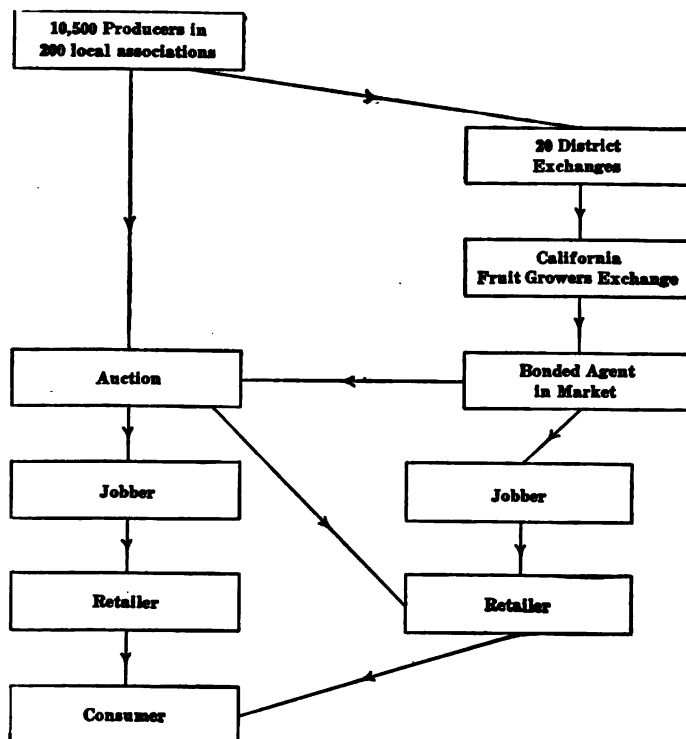 10,500 Producers in
200 local associations
20 District
Exchanges
California
Fruit Growers Exchange
Auction
Bonded Agent
in Market
Jobber
Jobber
Retailer
Retailer
Consumer